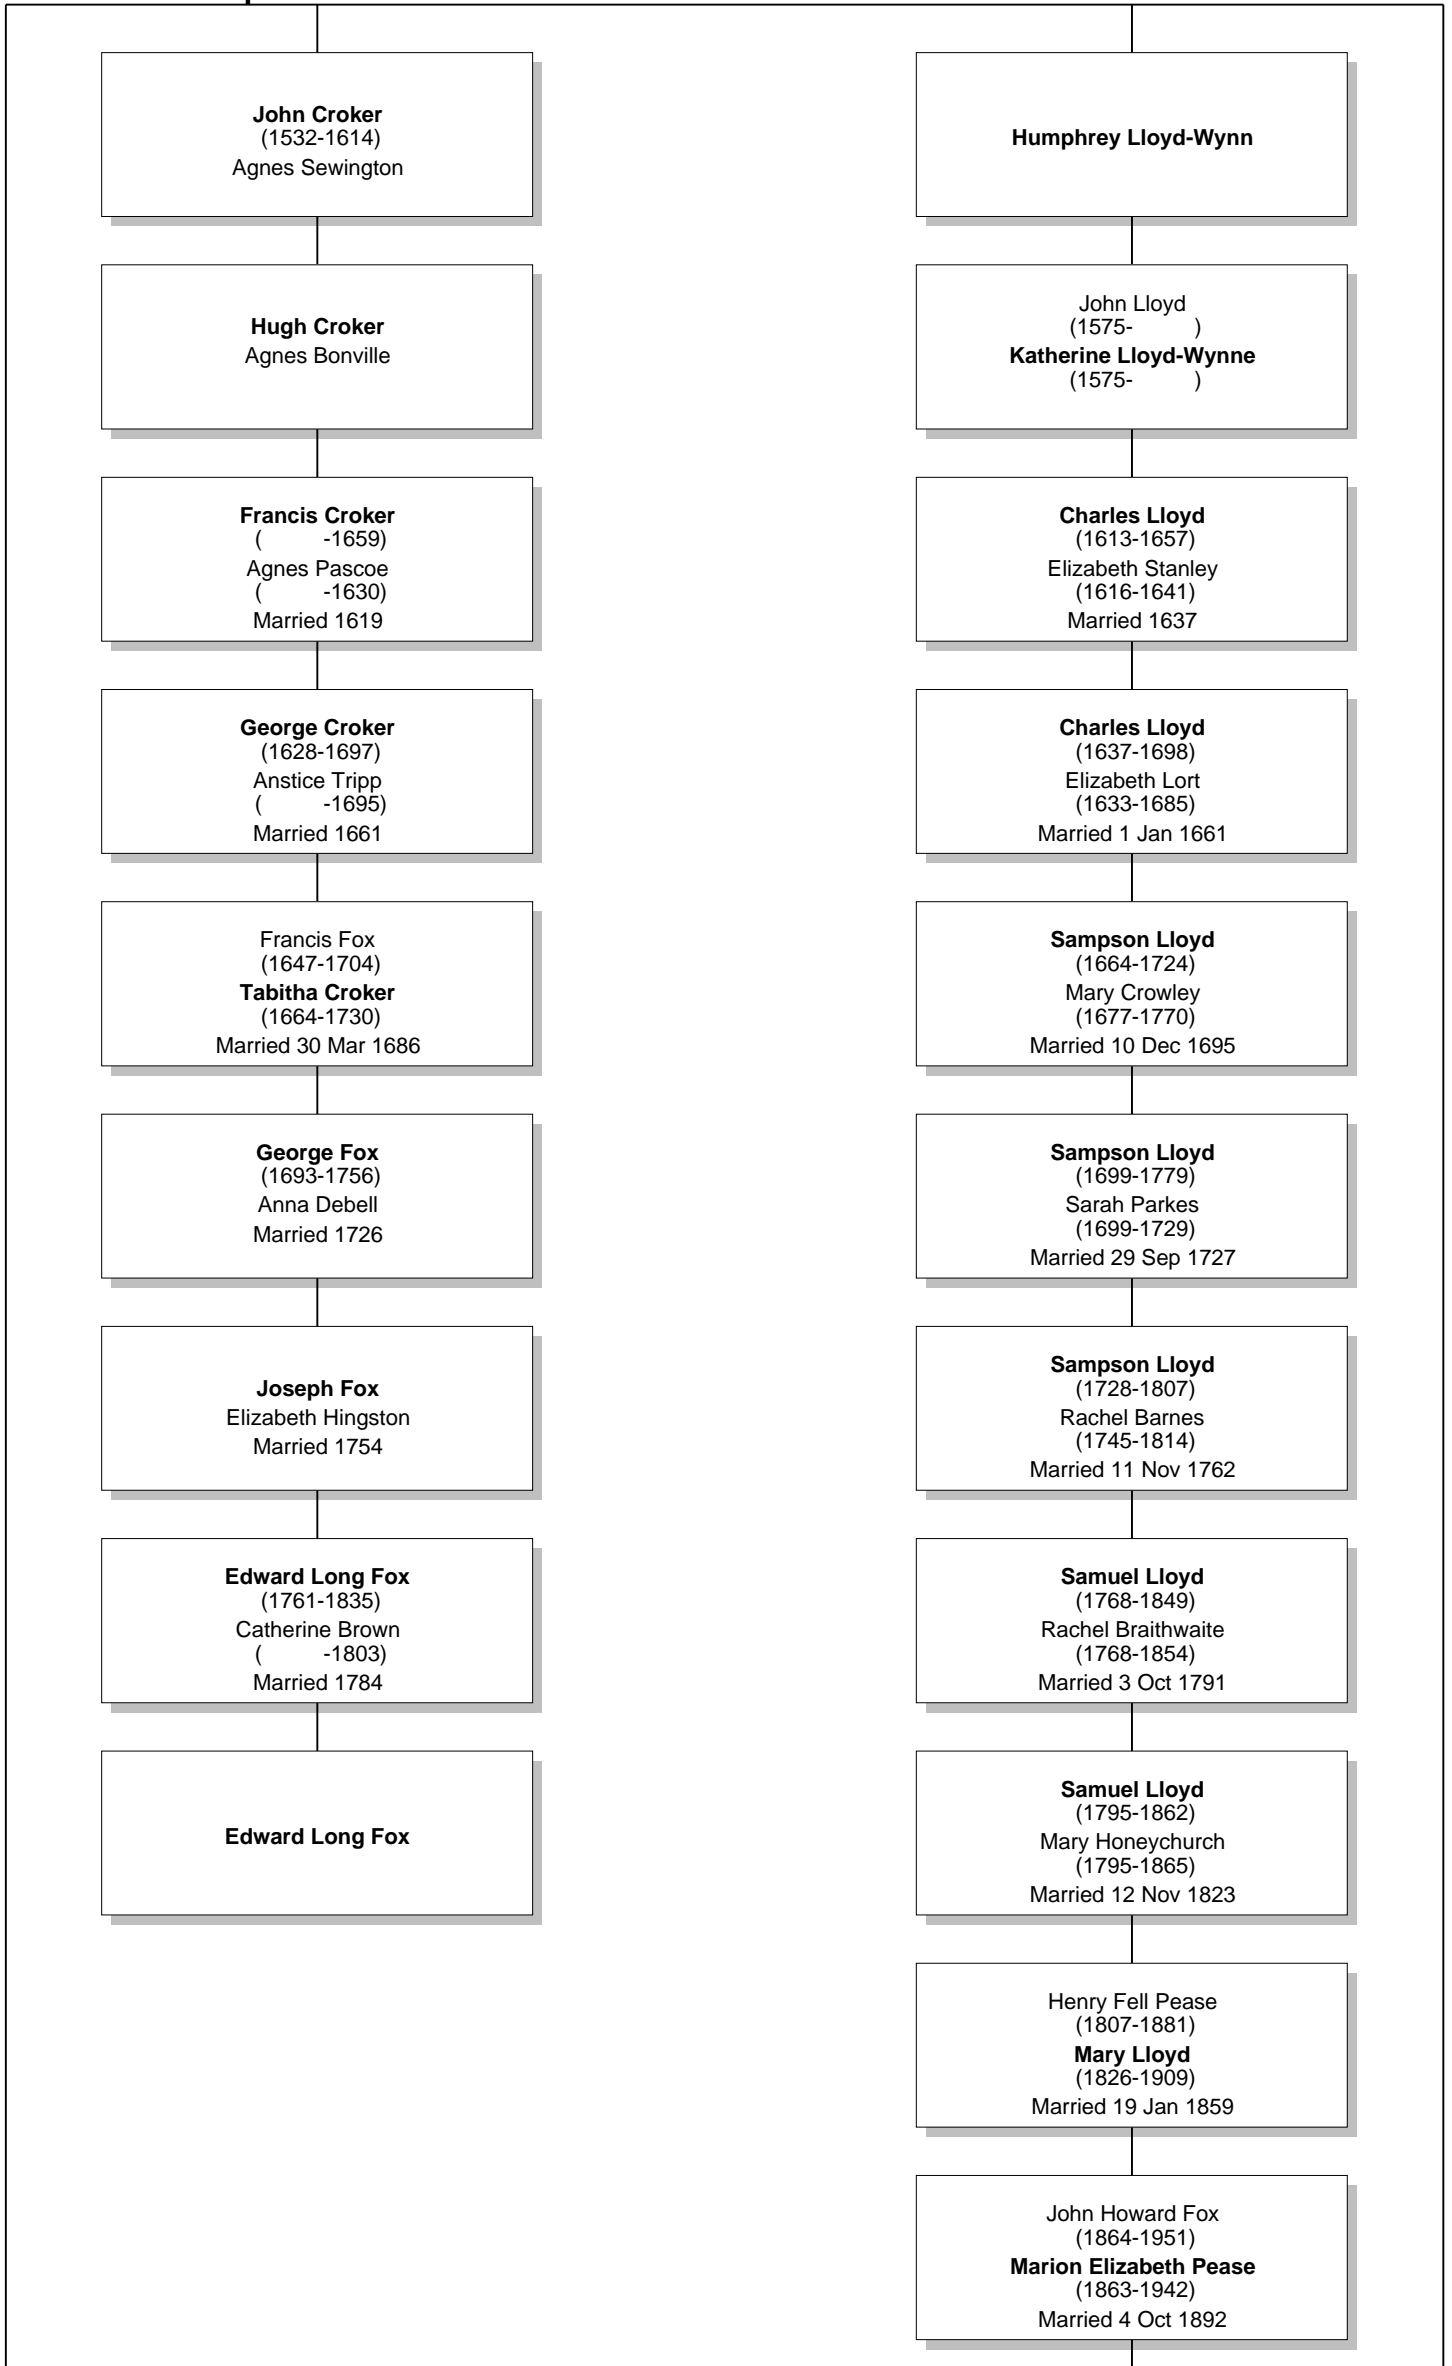 John Croker
(1532-1614)
Agnes Sewington
Humphrey Lloyd-Wynn
Hugh Croker
Agnes Bonville
John Lloyd
(1575- )
Katherine Lloyd-Wynne
(1575- )
Francis Croker
( -1659)
Agnes Pascoe
( -1630)
Married 1619
Charles Lloyd
(1613-1657)
Elizabeth Stanley
(1616-1641)
Married 1637
George Croker
(1628-1697)
Anstice Tripp
( -1695)
Married 1661
Charles Lloyd
(1637-1698)
Elizabeth Lort
(1633-1685)
Married 1 Jan 1661
Francis Fox
(1647-1704)
Tabitha Croker
(1664-1730)
Married 30 Mar 1686
Sampson Lloyd
(1664-1724)
Mary Crowley
(1677-1770)
Married 10 Dec 1695
George Fox
(1693-1756)
Anna Debell
Married 1726
Sampson Lloyd
(1699-1779)
Sarah Parkes
(1699-1729)
Married 29 Sep 1727
Joseph Fox
Elizabeth Hingston
Married 1754
Sampson Lloyd
(1728-1807)
Rachel Barnes
(1745-1814)
Married 11 Nov 1762
Edward Long Fox
(1761-1835)
Catherine Brown
( -1803)
Married 1784
Samuel Lloyd
(1768-1849)
Rachel Braithwaite
(1768-1854)
Married 3 Oct 1791
Edward Long Fox
Samuel Lloyd
(1795-1862)
Mary Honeychurch
(1795-1865)
Married 12 Nov 1823
Henry Fell Pease
(1807-1881)
Mary Lloyd
(1826-1909)
Married 19 Jan 1859
John Howard Fox
(1864-1951)
Marion Elizabeth Pease
(1863-1942)
Married 4 Oct 1892